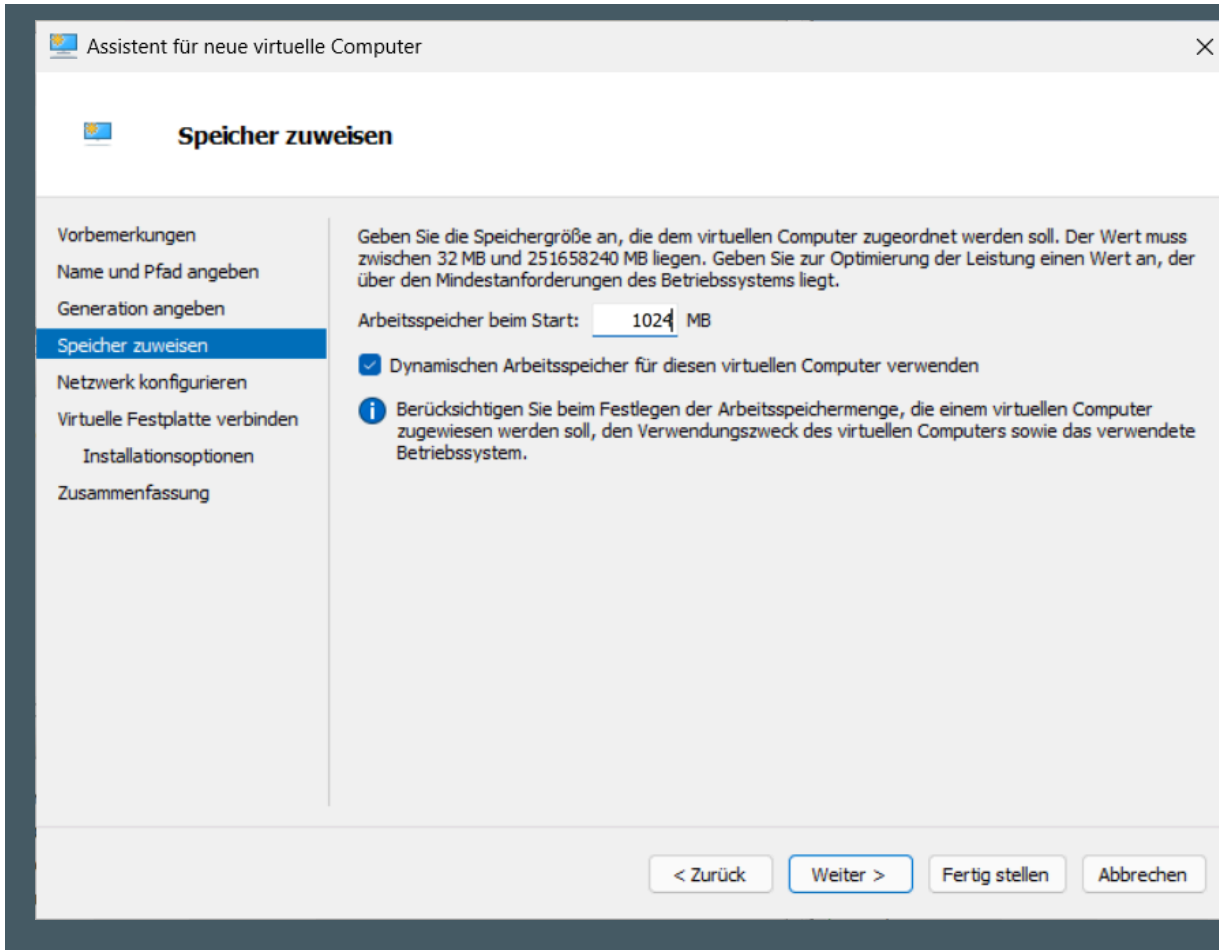 Assistent für neue virtuelle Computer
Speicher zuweisen
Vorbemerkungen
Name und Pfad angeben
Generation angeben
Speicher zuweisen
Netzwerk konfigurieren
Virtuelle Festplatte verbinden
Installationsoptionen
Zusammenfassung
Geben Sie die Speichergröße an, die dem virtuellen Computer zugeordnet werden soll. Der Wert muss
zwischen 32 MB und 251658240 MB liegen. Geben Sie zur Optimierung der Leistung einen Wert an, der
über den Mindestanforderungen des Betriebssystems liegt.
Arbeitsspeicher beim Start: 1024 MB
Dynamischen Arbeitsspeicher für diesen virtuellen Computer verwenden
Berücksichtigen Sie beim Festlegen der Arbeitsspeichermenge, die einem virtuellen Computer
zugewiesen werden soll, den Verwendungszweck des virtuellen Computers sowie das verwendete
Betriebssystem.
< Zurück Weiter > Fertig stellen Abbrechen